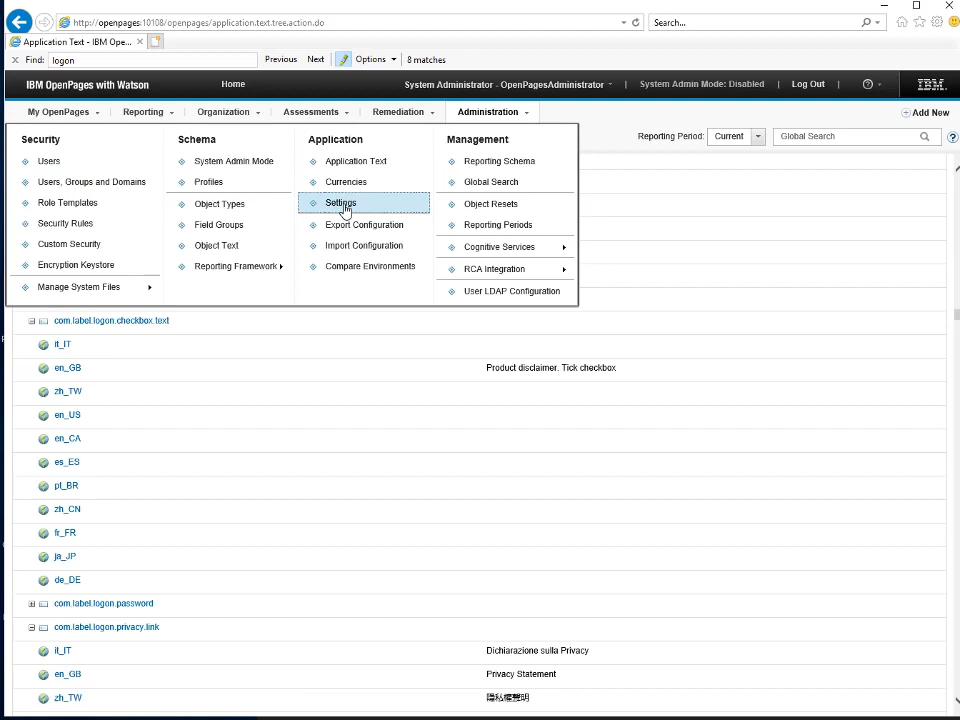 http://openpages:10108/openpages/application.text.tree.action.do
Search...
Application Text - IBM Ope...
Find: logon Previous Next Options 8 matches
IBM OpenPages with Watson Home System Administrator - OpenPagesAdministrator System Admin Mode: Disabled Log Out IBM
My OpenPages Reporting Organization Assessments Remediation Administration Add New
Reporting Period: Current Global Search
Security
Users
Users, Groups and Domains
Role Templates
Security Rules
Custom Security
Encryption Keystore
Manage System Files
Schema
System Admin Mode
Profiles
Object Types
Field Groups
Object Text
Reporting Framework
Application
Application Text
Currencies
Settings
Export Configuration
Import Configuration
Compare Environments
Management
Reporting Schema
Global Search
Object Resets
Reporting Periods
Cognitive Services
RCA Integration
User LDAP Configuration
com.label.logon.checkbox.text
it_IT
en_GB Product disclaimer. Tick checkbox
zh_TW
en_US
en_CA
es_ES
pt_BR
zh_CN
fr_FR
ja_JP
de_DE
com.label.logon.password
com.label.logon.privacy.link
it_IT Dichiarazione sulla Privacy
en_GB Privacy Statement
zh_TW 隱私權聲明